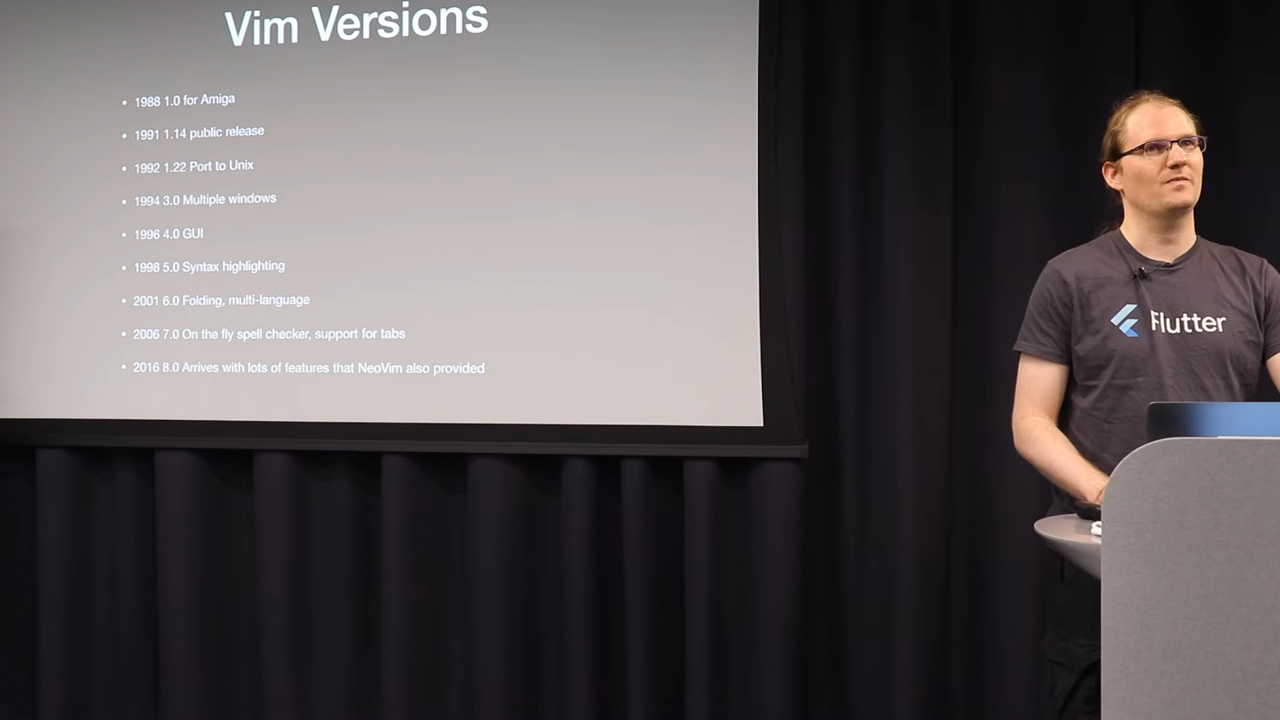 Vim Versions
• 1988 1.0 for Amiga
• 1991 1.14 public release
• 1992 1.22 Port to Unix
• 1994 3.0 Multiple windows
• 1996 4.0 GUI
• 1998 5.0 Syntax highlighting
• 2001 6.0 Folding, multi-language
• 2006 7.0 On the fly spell checker, support for tabs
• 2016 8.0 Arrives with lots of features that NeoVim also provided
Flutter